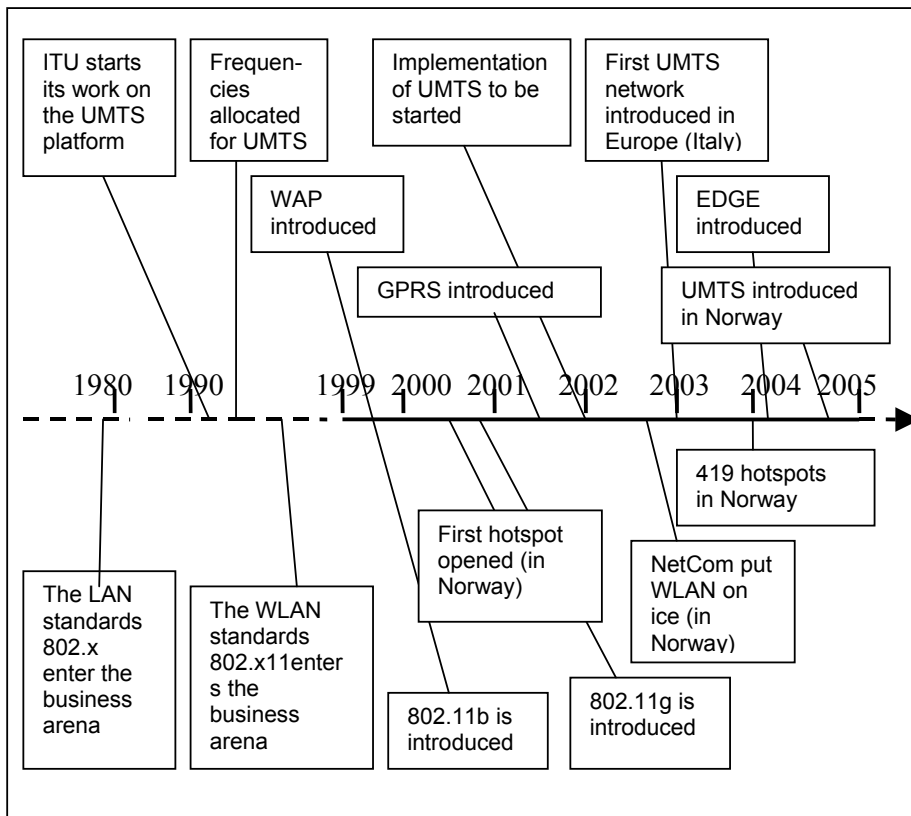 ITU starts
its work on
the UMTS
platform
Frequen-
cies
allocated
for UMTS
Implementation
of UMTS to be
started
First UMTS
network
introduced in
Europe (Italy)
WAP
introduced
EDGE
introduced
GPRS introduced
UMTS introduced
in Norway
1980
1990
1999
2000
2001
2002
2003
2004
2005
419 hotspots
in Norway
First hotspot
opened (in
Norway)
NetCom put
WLAN on
ice (in
Norway)
The LAN
standards
802.x
enter the
business
arena
The WLAN
standards
802.x11enter
s the
business
arena
802.11b is
introduced
802.11g is
introduced